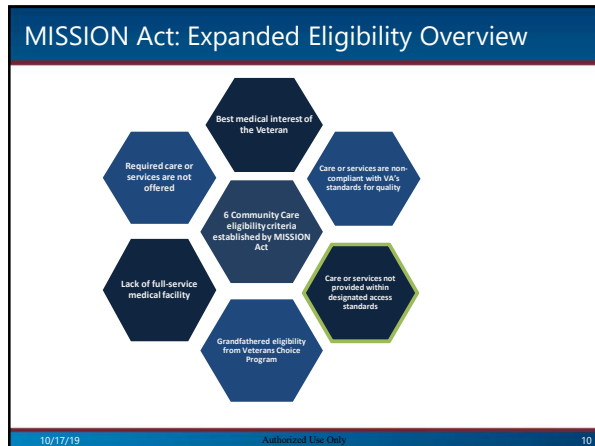 MISSION Act: Expanded Eligibility Overview
Best medical interest of
the Veteran
Required care or
services are not
offered
Care or services are non-
compliant with VA's
standards for quality
6 Community Care
eligibility criteria
established by MISSION
Act
Lack of full-service
medical facility
Care or services not
provided within
designated access
standards
Grandfathered eligibility
from Veterans Choice
Program
10/17/19
Authorized Use Only
10